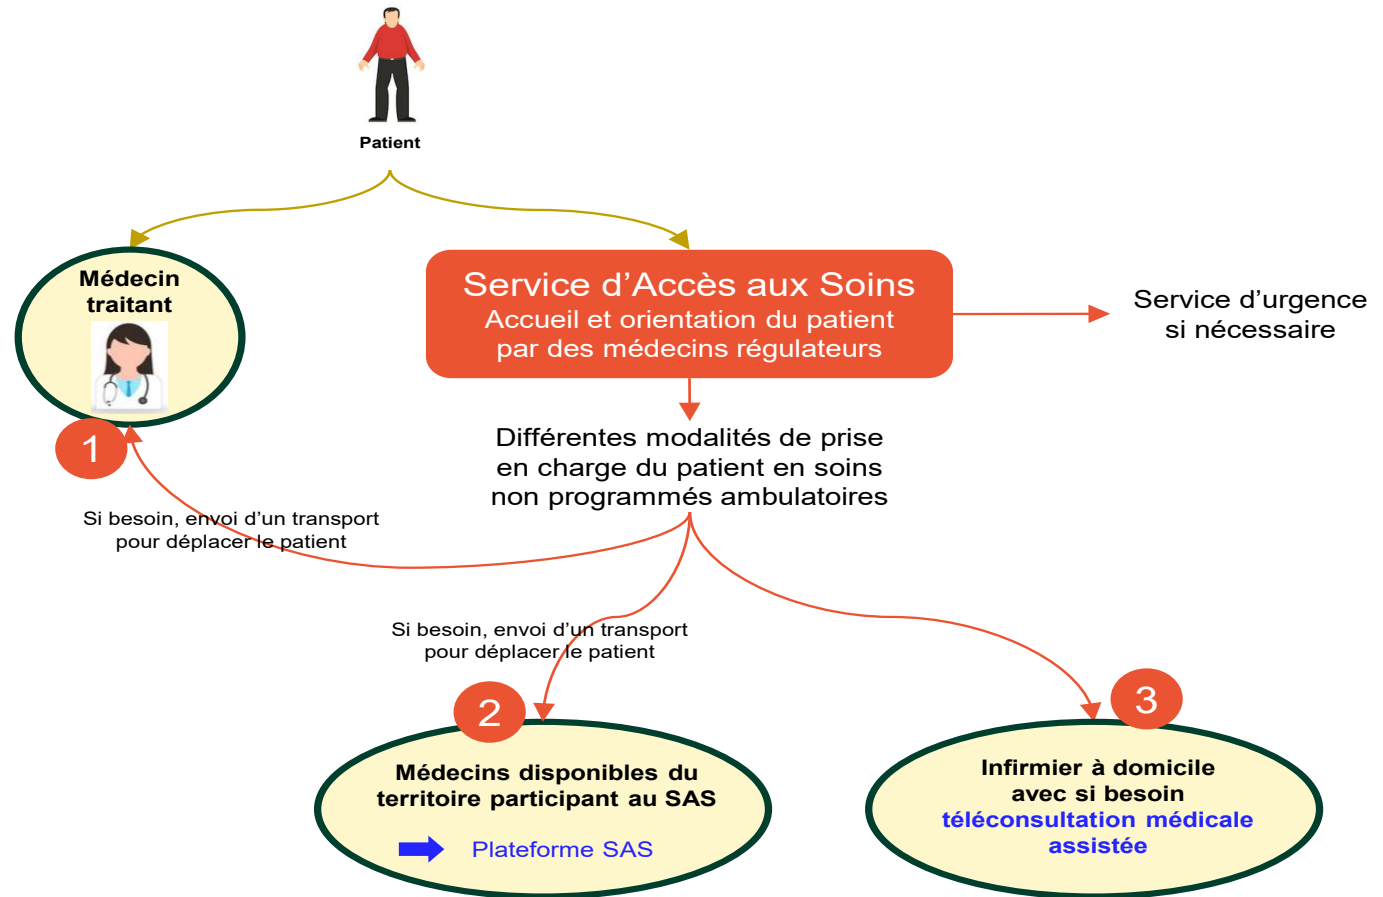 Patient
Médecin
traitant
Service d’Accès aux Soins
Accueil et orientation du patient
par des médecins régulateurs
Service d’urgence
si nécessaire
1
Différentes modalités de prise
en charge du patient en soins
non programmés ambulatoires
Si besoin, envoi d’un transport
pour déplacer le patient
Si besoin, envoi d’un transport
pour déplacer le patient
2
Médecins disponibles du
territoire participant au SAS
Plateforme SAS
3
Infirmier à domicile
avec si besoin
téléconsultation médicale
assistée